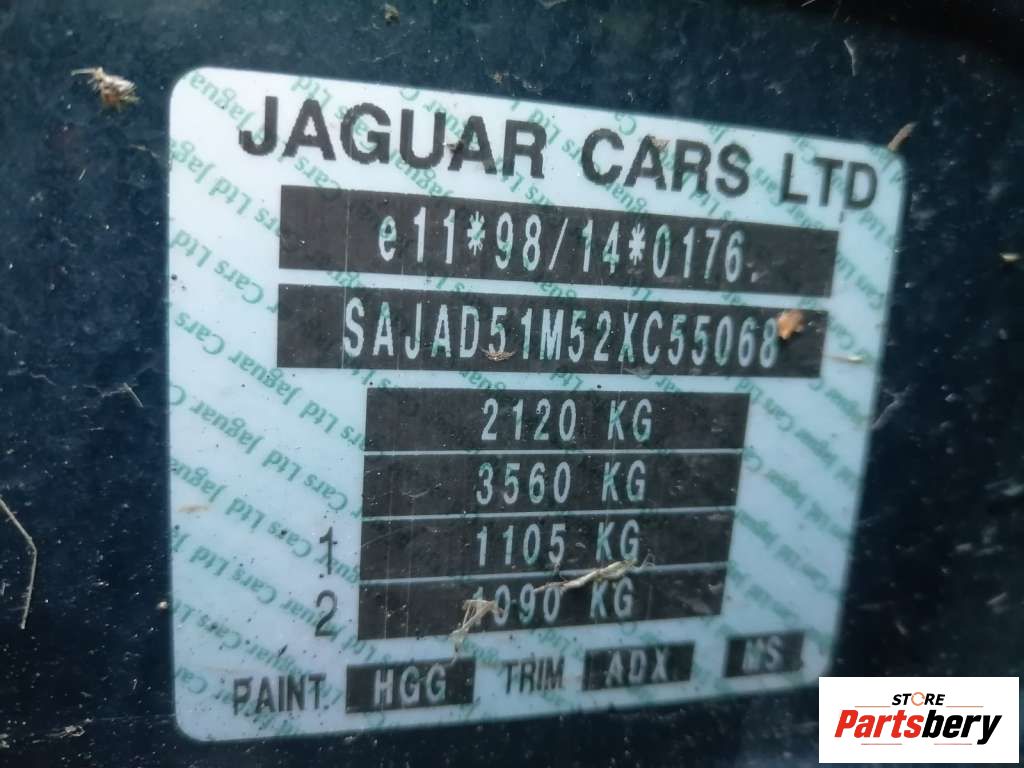 JAGUAR CARS LTD
e11*98/14*0176
SAJAD51M52XC55068
2120 KG
3560 KG
1 1105 KG
2 1090 KG
PAINT HGG TRIM ADX MS
STORE
Partsbery